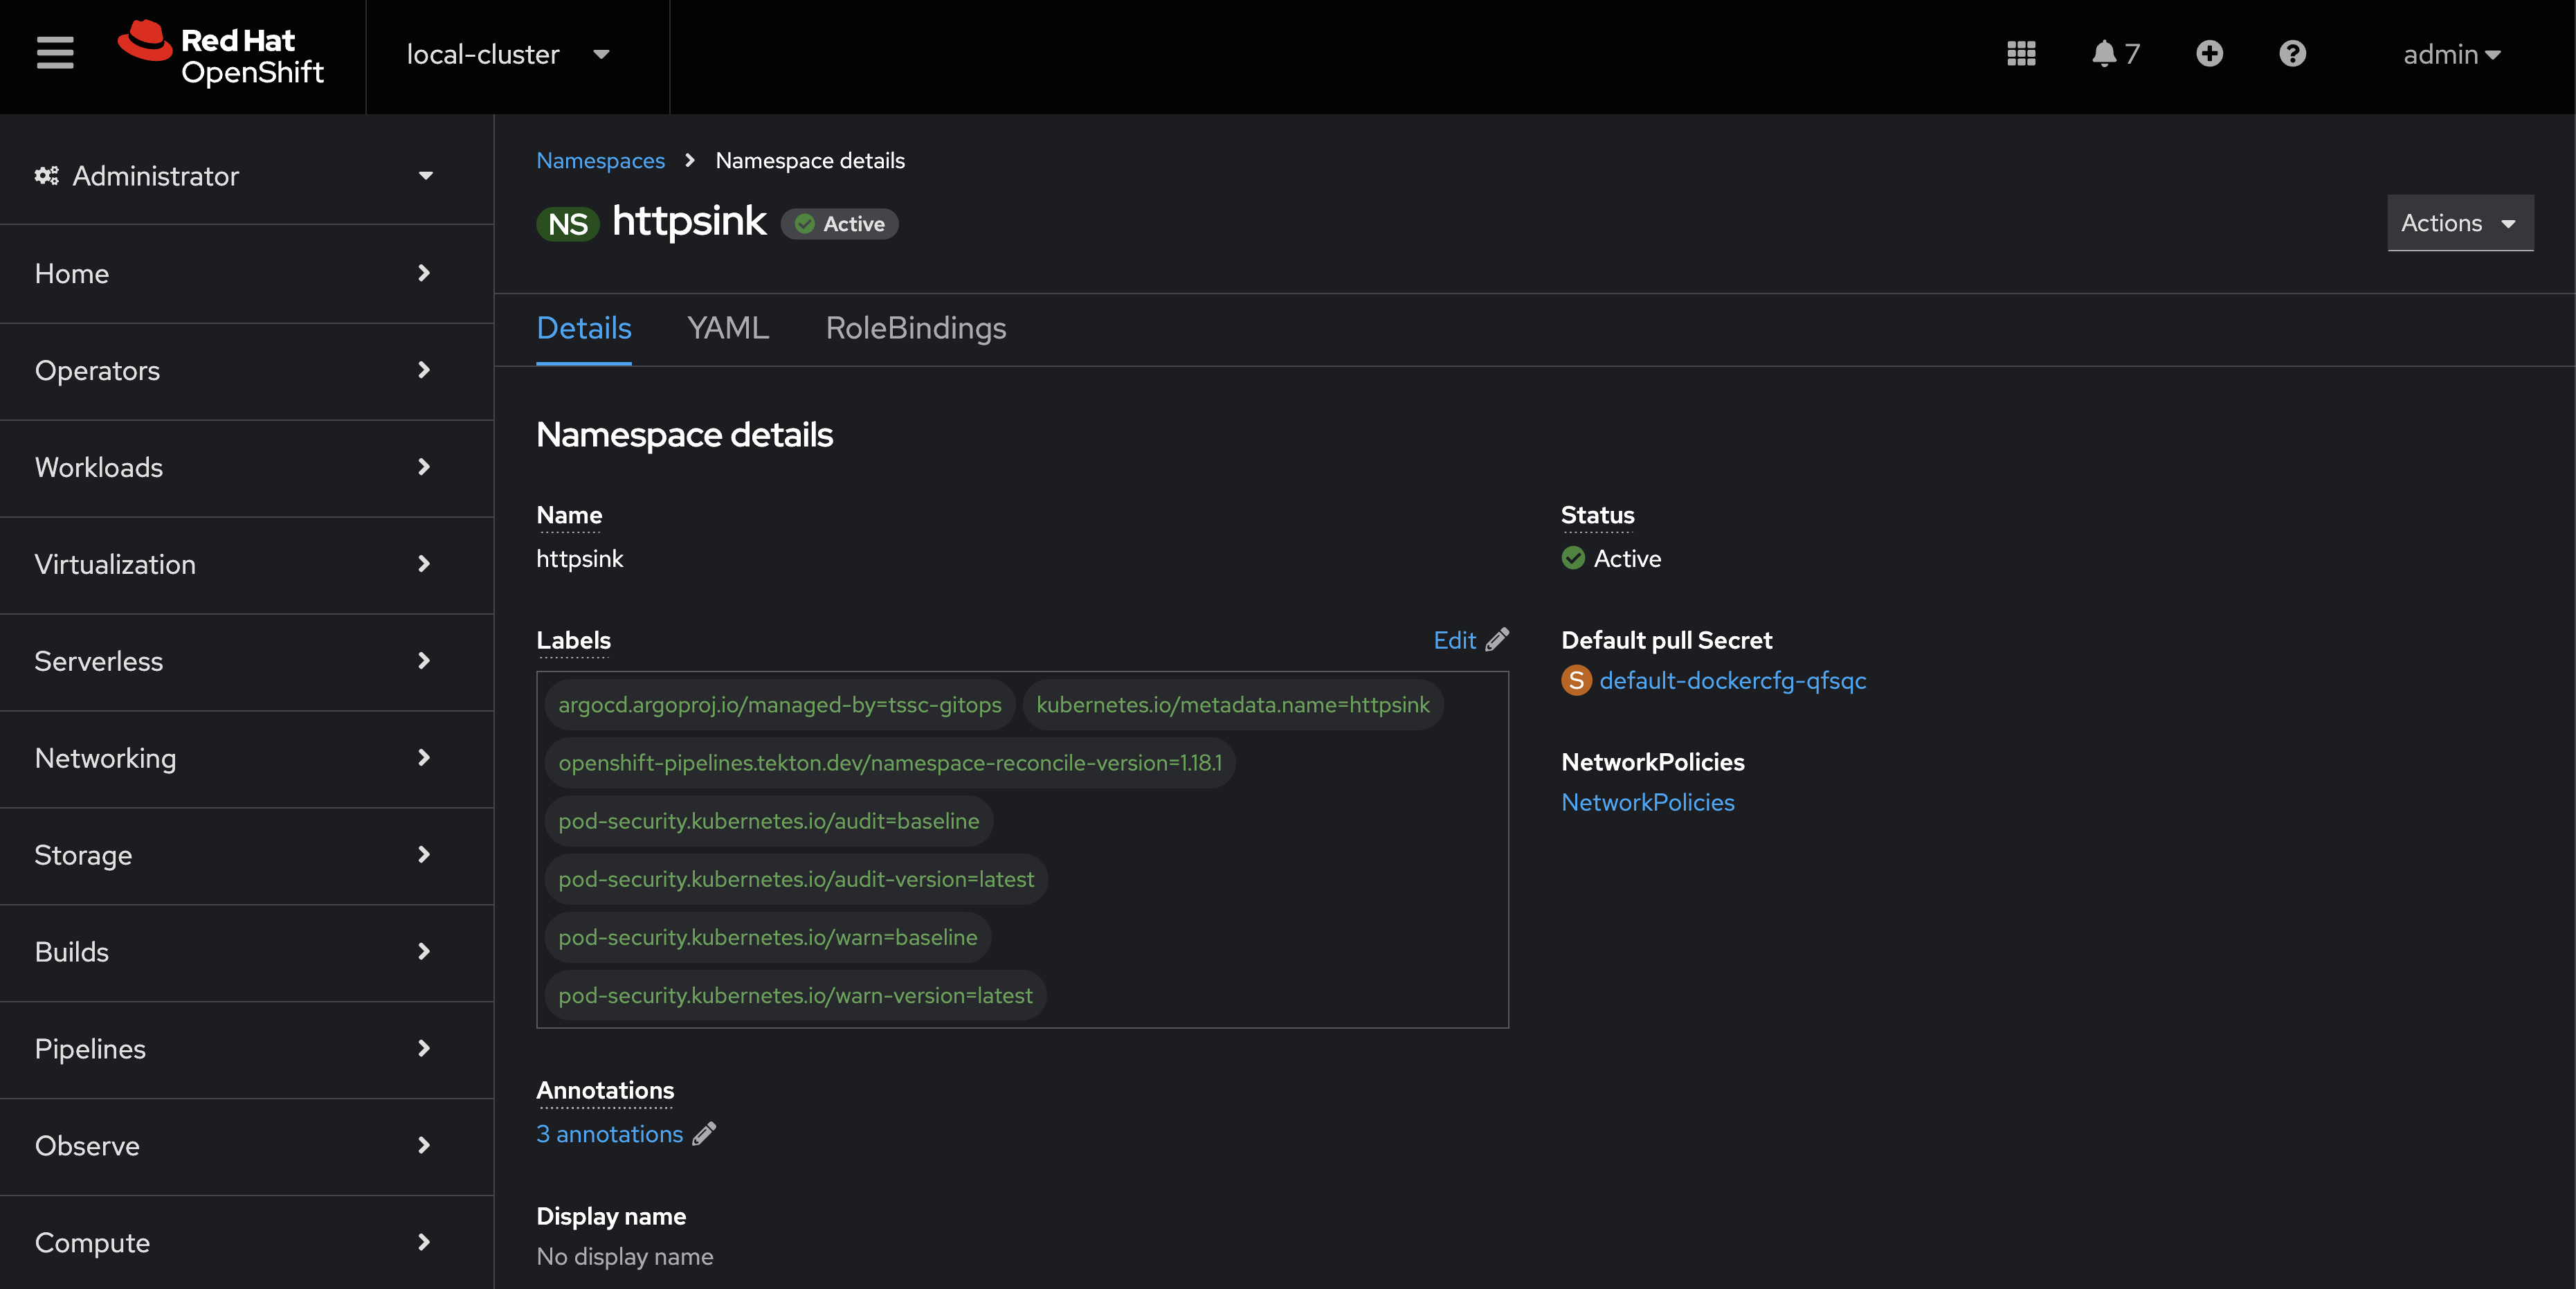 Red Hat
OpenShift
local-cluster
7
admin
Administrator
Home
Operators
Workloads
Virtualization
Serverless
Networking
Storage
Builds
Pipelines
Observe
Compute
Namespaces > Namespace details
NS httpsink Active
Actions
Details YAML RoleBindings
Namespace details
Name
httpsink
Labels Edit
argocd.argoproj.io/managed-by=tssc-gitops kubernetes.io/metadata.name=httpsink
openshift-pipelines.tekton.dev/namespace-reconcile-version=1.18.1
pod-security.kubernetes.io/audit=baseline
pod-security.kubernetes.io/audit-version=latest
pod-security.kubernetes.io/warn=baseline
pod-security.kubernetes.io/warn-version=latest
Annotations
3 annotations
Display name
No display name
Status
Active
Default pull Secret
S default-dockercfg-qfsqc
NetworkPolicies
NetworkPolicies